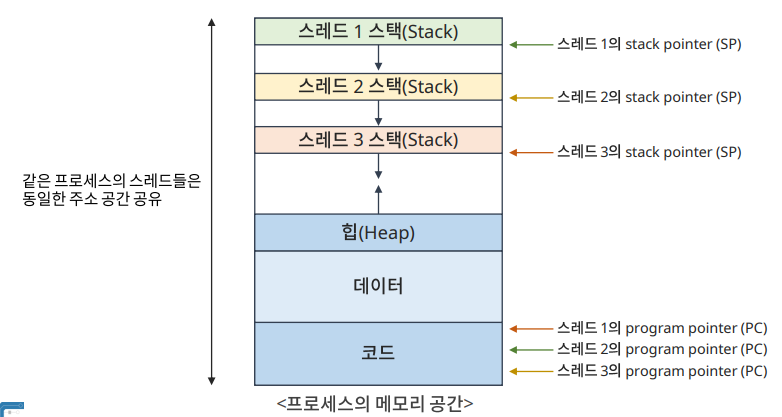 스레드 1 스택(Stack)
스레드 1의 stack pointer (SP)
스레드 2 스택(Stack)
스레드 2의 stack pointer (SP)
스레드 3 스택(Stack)
스레드 3의 stack pointer (SP)
같은 프로세스의 스레드들은
동일한 주소 공간 공유
힙(Heap)
데이터
코드
스레드 1의 program pointer (PC)
스레드 2의 program pointer (PC)
스레드 3의 program pointer (PC)
<프로세스의 메모리 공간>